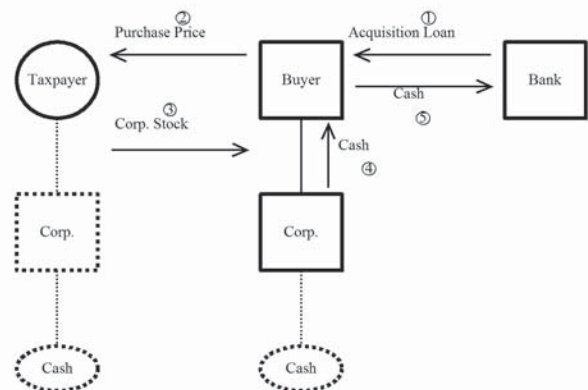 ② ①
Purchase Price Acquisition Loan
Taxpayer Buyer Bank
Cash
③ ⑤
Corp. Stock
Cash
④
Corp. Corp.
Cash Cash